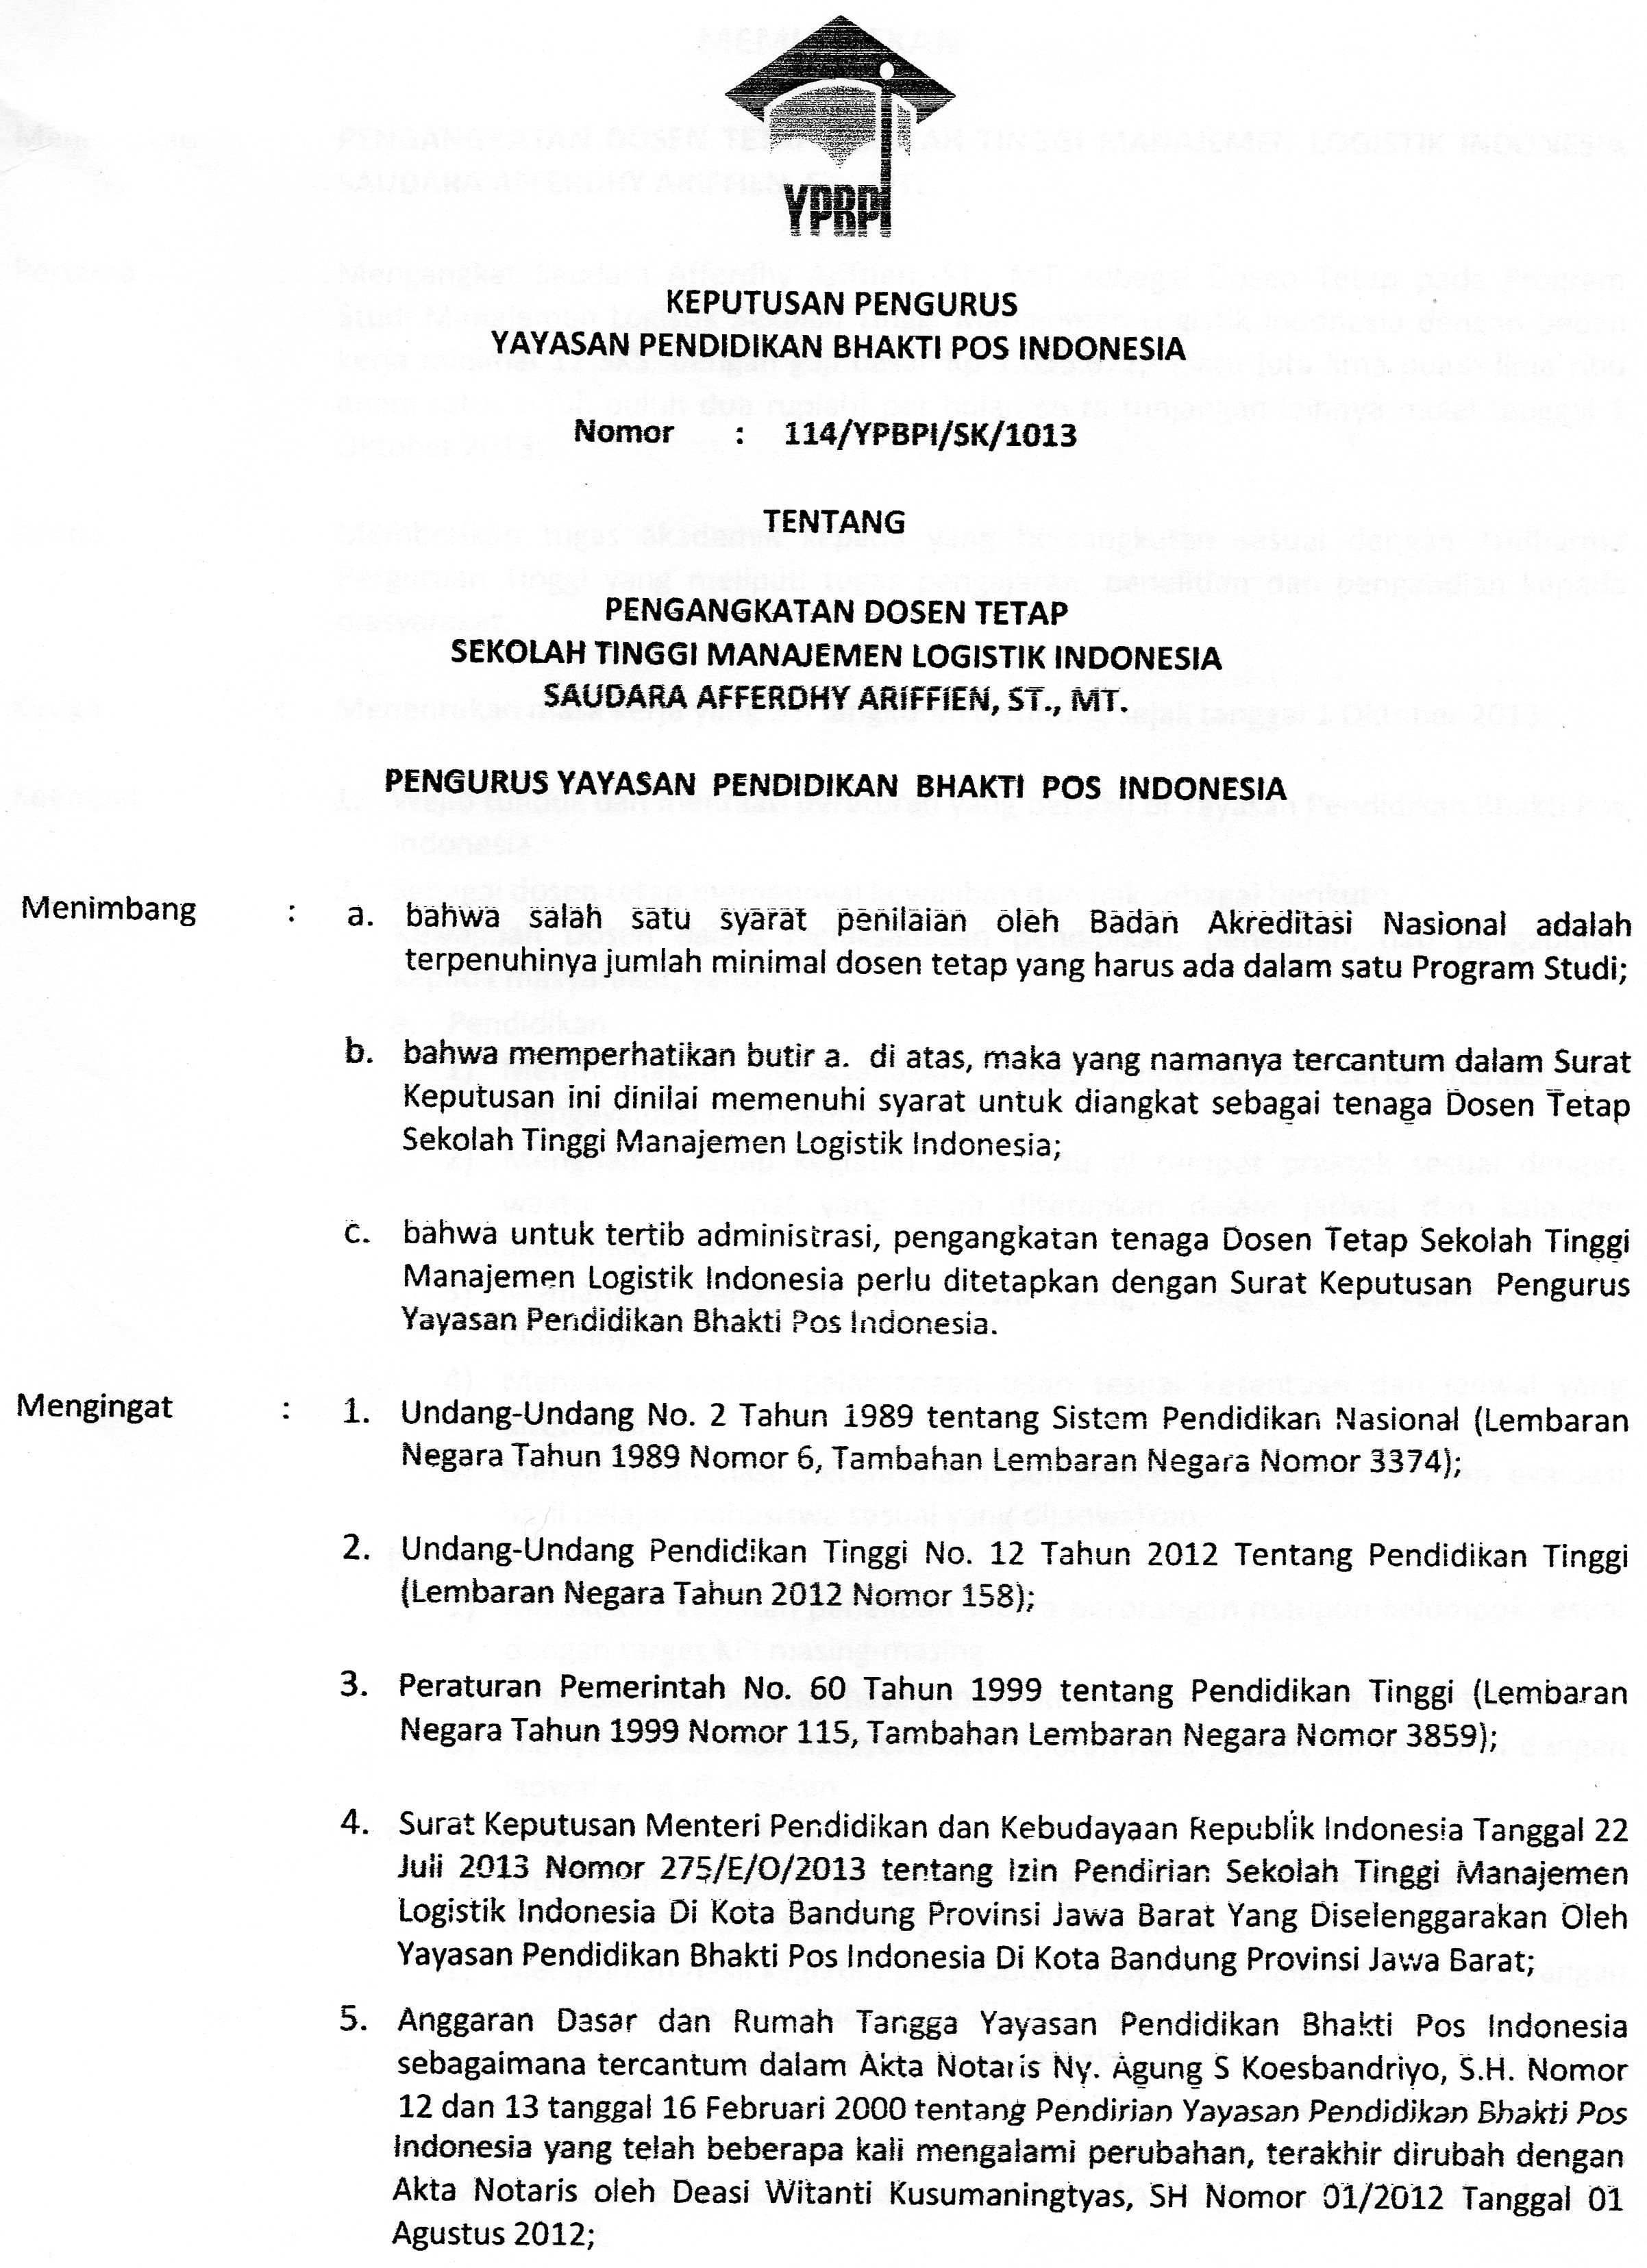 YPBPI
KEPUTUSAN PENGURUS
YAYASAN PENDIDIKAN BHAKTI POS INDONESIA
Nomor : 114/YPBPI/SK/1013
TENTANG
PENGANGKATAN DOSEN TETAP
SEKOLAH TINGGI MANAJEMEN LOGISTIK INDONESIA
SAUDARA AFFERDHY ARIFFIEN, ST., MT.
PENGURUS YAYASAN PENDIDIKAN BHAKTI POS INDONESIA
Menimbang : a. bahwa salah satu syarat penilaian oleh Badan Akreditasi Nasional adalah
terpenuhinya jumlah minimal dosen tetap yang harus ada dalam satu Program Studi;
b. bahwa memperhatikan butir a. di atas, maka yang namanya tercantum dalam Surat
Keputusan ini dinilai memenuhi syarat untuk diangkat sebagai tenaga Dosen Tetap
Sekolah Tinggi Manajemen Logistik Indonesia;
c. bahwa untuk tertib administrasi, pengangkatan tenaga Dosen Tetap Sekolah Tinggi
Manajemen Logistik Indonesia perlu ditetapkan dengan Surat Keputusan Pengurus
Yayasan Pendidikan Bhakti Pos Indonesia.
Mengingat : 1. Undang-Undang No. 2 Tahun 1989 tentang Sistem Pendidikan Nasional (Lembaran
Negara Tahun 1989 Nomor 6, Tambahan Lembaran Negara Nomor 3374);
2. Undang-Undang Pendidikan Tinggi No. 12 Tahun 2012 Tentang Pendidikan Tinggi
(Lembaran Negara Tahun 2012 Nomor 158);
3. Peraturan Pemerintah No. 60 Tahun 1999 tentang Pendidikan Tinggi (Lembaran
Negara Tahun 1999 Nomor 115, Tambahan Lembaran Negara Nomor 3859);
4. Surat Keputusan Menteri Pendidikan dan Kebudayaan Republik Indonesia Tanggal 22
Juli 2013 Nomor 275/E/O/2013 tentang Izin Pendirian Sekolah Tinggi Manajemen
Logistik Indonesia Di Kota Bandung Provinsi Jawa Barat Yang Diselenggarakan Oleh
Yayasan Pendidikan Bhakti Pos Indonesia Di Kota Bandung Provinsi Jawa Barat;
5. Anggaran Dasar dan Rumah Tangga Yayasan Pendidikan Bhakti Pos Indonesia
sebagaimana tercantum dalam Akta Notaris Ny. Agung S Koesbandriyo, S.H. Nomor
12 dan 13 tanggal 16 Februari 2000 tentang Pendirian Yayasan Pendidikan Bhakti Pos
Indonesia yang telah beberapa kali mengalami perubahan, terakhir dirubah dengan
Akta Notaris oleh Deasi Witanti Kusumaningtyas, SH Nomor 01/2012 Tanggal 01
Agustus 2012;